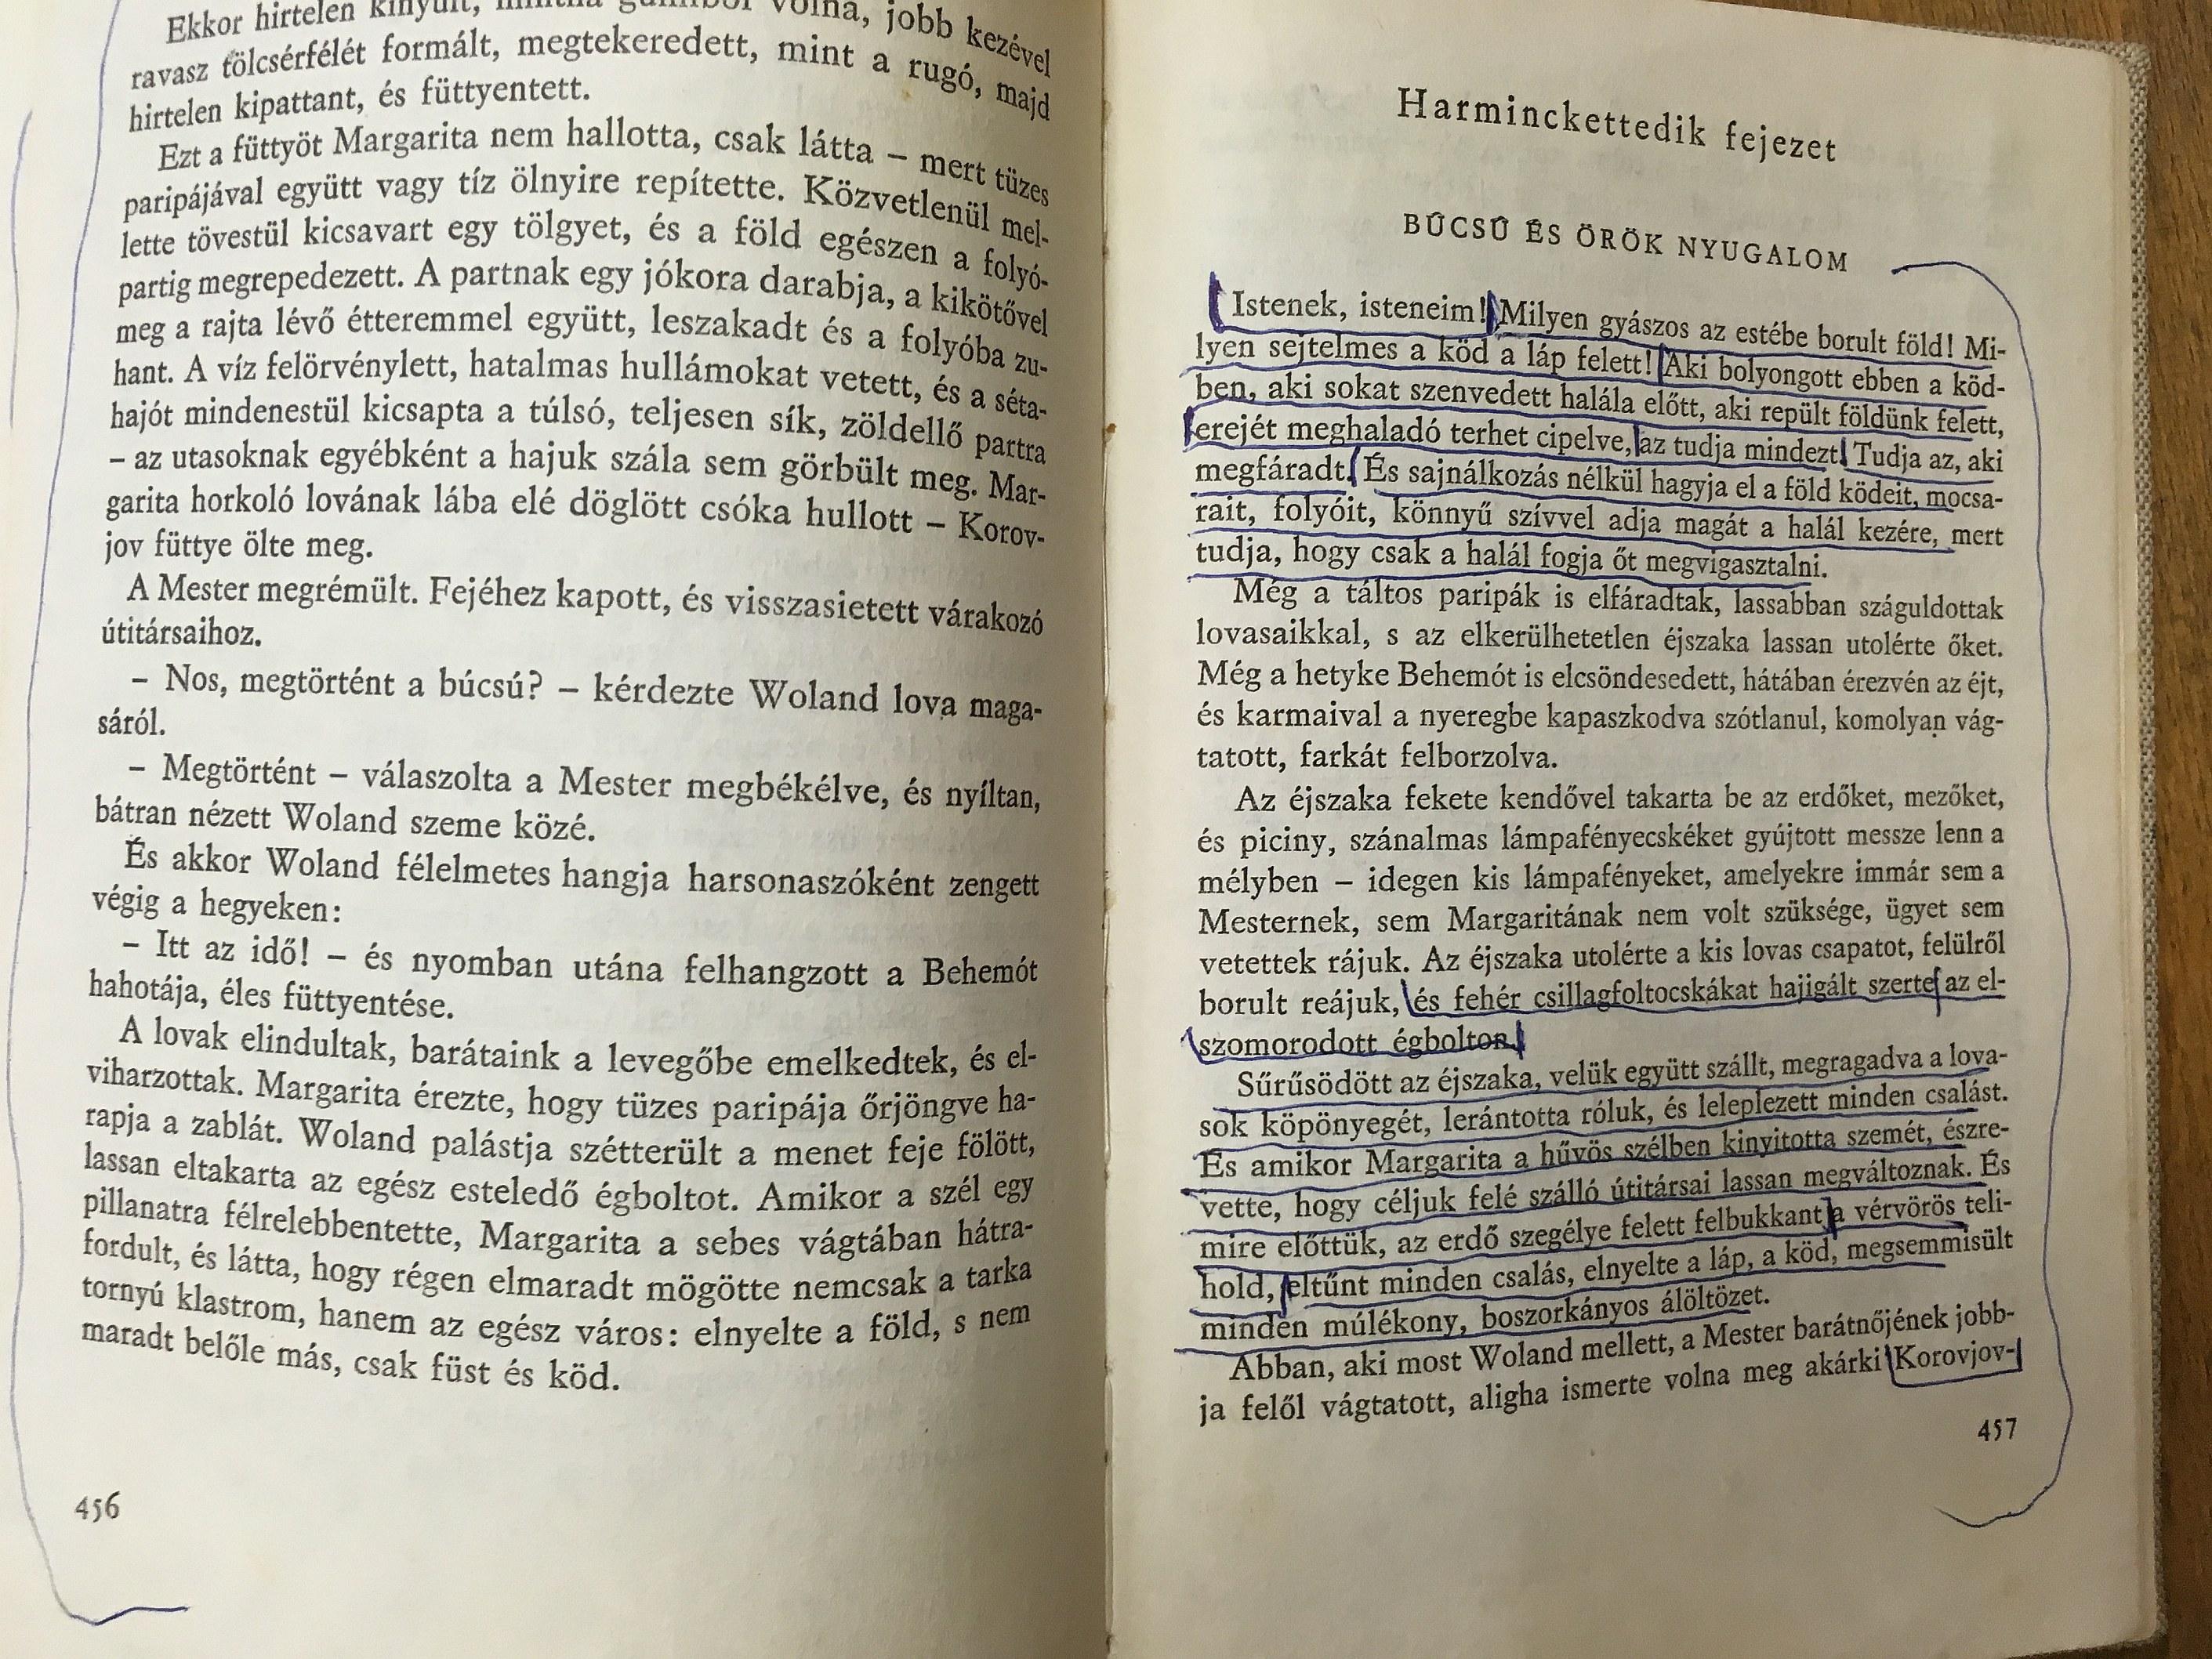 Ekkor hirtelen kinyúlt, mintha gumiból volna, jobb kezével
ravasz tölcsérfélét formált, megtekeredett, mint a rugó, majd
hirtelen kipattant, és füttyentett.
Ezt a füttyöt Margarita nem hallotta, csak látta – mert tüzes
paripájával együtt vagy tíz ölnyire repítette. Közvetlenül mel-
lette tövestül kicsavart egy tölgyet, és a föld egészen a folyó-
partig megrepedezett. A partnak egy jókora darabja, a kikötővel
meg a rajta lévő étteremmel együtt, leszakadt és a folyóba zu-
hant. A víz felörvénylett, hatalmas hullámokat vetett, és a séta-
hajót mindenestül kicsapta a túlsó, teljesen sík, zöldellő partra
– az utasoknak egyébként a hajuk szála sem görbült meg. Mar-
garita horkoló lovának lába elé döglött csóka hullott – Korov-
jov füttye ölte meg.
A Mester megrémült. Fejéhez kapott, és visszasietett várakozó
útitársaihoz.
– Nos, megtörtént a búcsú? – kérdezte Woland lova maga-
sáról.
– Megtörtént – válaszolta a Mester megbékélve, és nyíltan,
bátran nézett Woland szeme közé.
És akkor Woland félelmetes hangja harsonaszóként zengett
végig a hegyeken:
– Itt az idő! – és nyomban utána felhangzott a Behemót
hahotája, éles füttyentése.
A lovak elindultak, barátaink a levegőbe emelkedtek, és el-
viharzottak. Margarita érezte, hogy tüzes paripája őrjöngve ha-
rapja a zablát. Woland palástja szétterült a menet feje fölött,
lassan eltakarta az egész esteledő égboltot. Amikor a szél egy
pillanatra félrelebbentette, Margarita a sebes vágtában hátra-
fordult, és látta, hogy régen elmaradt mögötte nemcsak a tarka
tornyú klastrom, hanem az egész város: elnyelte a föld, s nem
maradt belőle más, csak füst és köd.
456
Harminckettedik fejezet
BÚCSÚ ÉS ÖRÖK NYUGALOM
Istenek, isteneim! Milyen gyászos az estébe borult föld! Mi-
lyen sejtelmes a köd a láp felett! Aki bolyongott ebben a köd-
ben, aki sokat szenvedett halála előtt, aki repült földünk felett,
erejét meghaladó terhet cipelve, az tudja mindezt. Tudja az, aki
megfáradt. És sajnálkozás nélkül hagyja el a föld ködeit, mocsa-
rait, folyóit, könnyű szívvel adja magát a halál kezére, mert
tudja, hogy csak a halál fogja őt megvigasztalni.
Még a táltos paripák is elfáradtak, lassabban száguldottak
lovasaikkal, s az elkerülhetetlen éjszaka lassan utolérte őket.
Még a hetyke Behemót is elcsöndesedett, hátában érezvén az éjt,
és karmaival a nyeregbe kapaszkodva szótlanul, komolyan vág-
tatott, farkát felborzolva.
Az éjszaka fekete kendővel takarta be az erdőket, mezőket,
és piciny, szánalmas lámpafényecskéket gyújtott messze lenn a
mélyben – idegen kis lámpafényeket, amelyekre immár sem a
Mesternek, sem Margaritának nem volt szüksége, ügyet sem
vetettek rájuk. Az éjszaka utolérte a kis lovas csapatot, felülről
borult reájuk, és fehér csillagfoltocskákat hajigált szerte az el-
szomorodott égbolton.
Sűrűsödött az éjszaka, velük együtt szállt, megragadva a lova-
sok köpönyegét, lerántotta róluk, és leleplezett minden csalást.
És amikor Margarita a hűvös szélben kinyitotta szemét, észre-
vette, hogy céljuk felé szálló útitársai lassan megváltoznak. És
mire előttük, az erdő szegélye felett felbukkant a vérvörös teli-
hold, eltűnt minden csalás, elnyelte a láp, a köd, megsemmisült
minden múlékony, boszorkányos álöltözet.
Abban, aki most Woland mellett, a Mester barátnőjének jobb-
ja felől vágtatott, aligha ismerte volna meg akárki Korovjov-
457